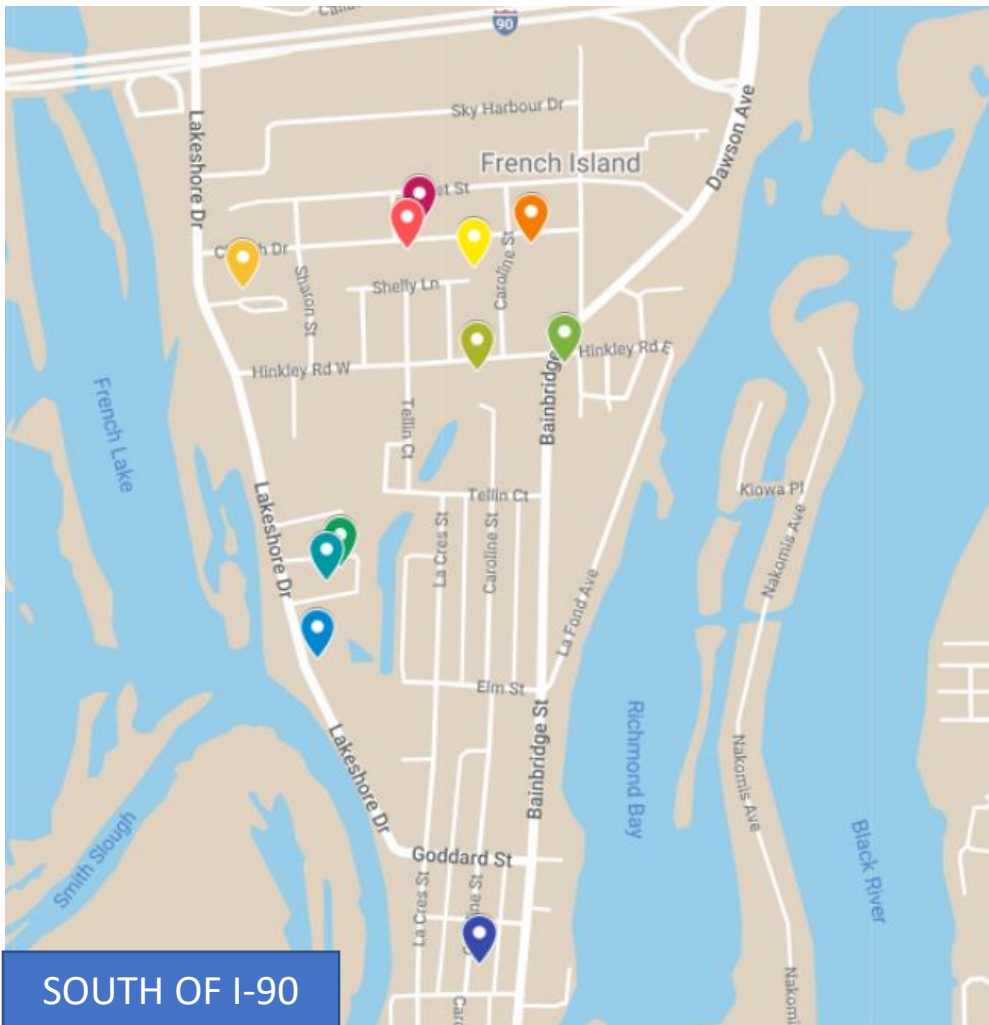 90
Sky Harbour Dr
French Island
Dawson Ave
Lakeshore Dr
Caroline St
Shelly Ln
Sharon St
Hinkley Rd W
Hinkley Rd E
Bainbridge
French Lake
Tellin Ct
Tellin Ct
Kiowa Pl
Nakomis Ave
Lakeshore Dr
La Cres St
Caroline St
La Fond Ave
Elm St
Richmond Bay
Bainbridge St
Nakomis Ave
Lakeshore Dr
Smith Slough
Black River
Goddard St
La Cres St
Nakomis
SOUTH OF I-90